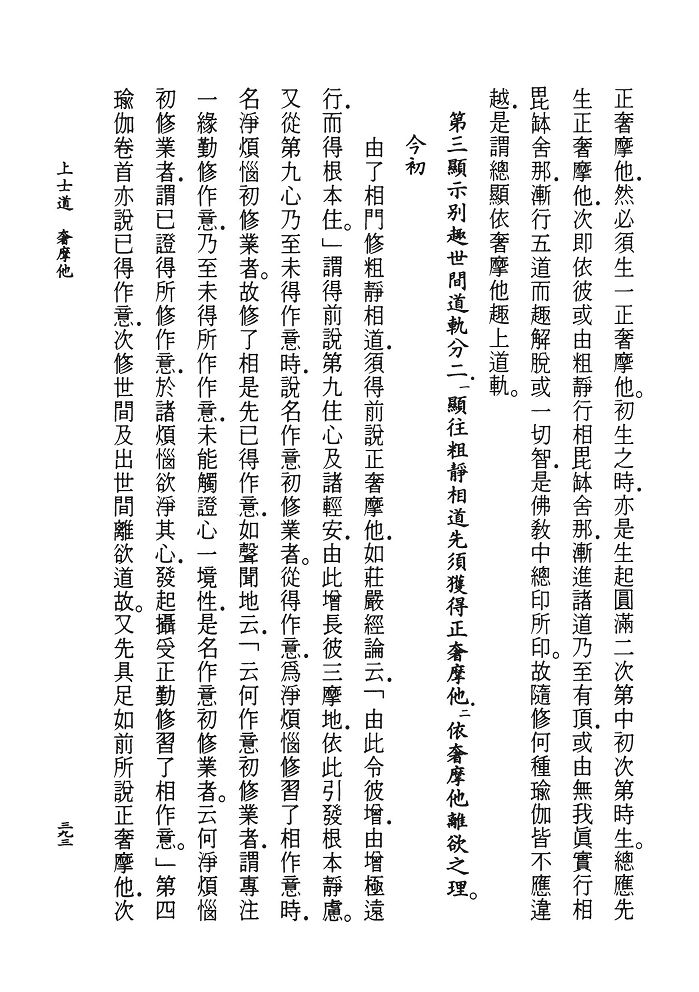 正奢摩他．然必須生一正奢摩他。初生之時．亦是生起圓滿二次第中初次第時生。總應先
生正奢摩他．次即依彼或由粗靜行相毘缽舍那．漸進諸道乃至有頂．或由無我眞實行相
毘缽舍那．漸行五道而趣解脫或一切智．是佛敎中總印所印。故隨修何種瑜伽皆不應違
越．是謂總顯依奢摩他趣上道軌。
第三顯示別趣世間道軌分二．一顯往粗靜相道先須獲得正奢摩他．二依奢摩他離欲之理。
今初
由了相門修粗靜相道．須得前說正奢摩他．如莊嚴經論云．「由此令彼增．由增極遠
行．而得根本住。」謂得前說第九住心及諸輕安．由此增長彼三摩地．依此引發根本靜慮。
又從第九心乃至未得作意時．說名作意初修業者。從得作意．爲淨煩惱修習了相作意時．
名淨煩惱初修業者。故修了相是先已得作意．如聲聞地云．「云何作意初修業者．謂專注
一緣勤修作意．乃至未得所作作意．未能觸證心一境性．是名作意初修業者。云何淨煩惱
初修業者．謂已證得所修作意．於諸煩惱欲淨其心．發起攝受正勤修習了相作意。」第四
瑜伽卷首亦說已得作意．次修世間及出世間離欲道故。又先具足如前所說正奢摩他．次
上士道　奢摩他
三九三